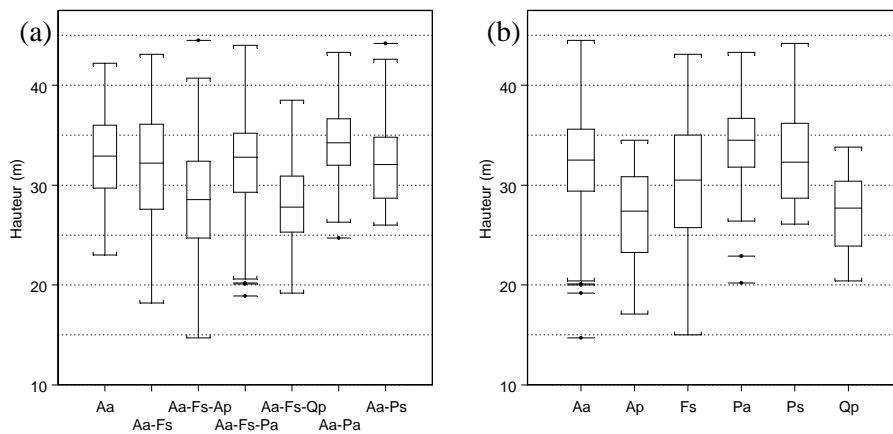 (a)
Hauteur (m)
40
30
20
10
Aa
Aa-Fs
Aa-Fs-Ap
Aa-Fs-Pa
Aa-Fs-Qp
Aa-Pa
Aa-Ps
(b)
Hauteur (m)
40
30
20
10
Aa
Ap
Fs
Pa
Ps
Qp